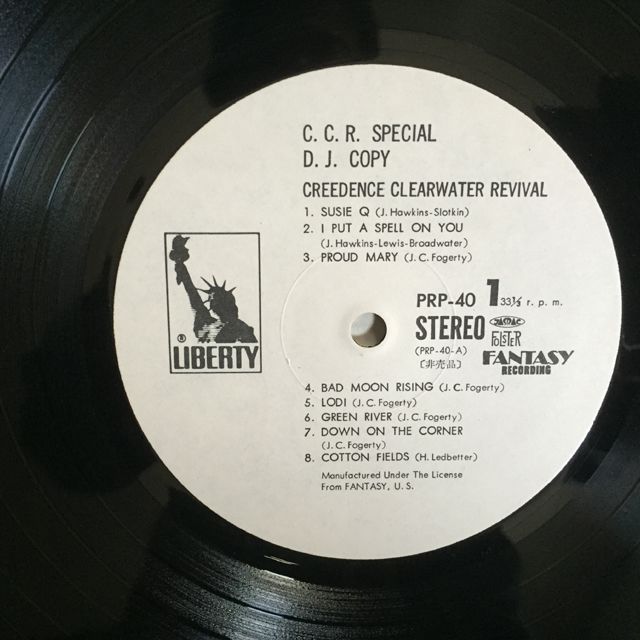 C. C. R. SPECIAL
D. J. COPY
CREEDENCE CLEARWATER REVIVAL
1. SUSIE Q (J. Hawkins-Slotkin)
2. I PUT A SPELL ON YOU
(J. Hawkins-Lewis-Broadwater)
3. PROUD MARY (J. C. Fogerty)
® LIBERTY
PRP-40 1 33⅓ r. p. m.
STEREO JASRAC
(PRP-40-A) POLSTER
(非売品) FANTASY
RECORDING
4. BAD MOON RISING (J. C. Fogerty)
5. LODI (J. C. Fogerty)
6. GREEN RIVER (J. C. Fogerty)
7. DOWN ON THE CORNER
(J. C. Fogerty)
8. COTTON FIELDS (H. Ledbetter)
Manufactured Under The License
From FANTASY, U. S.